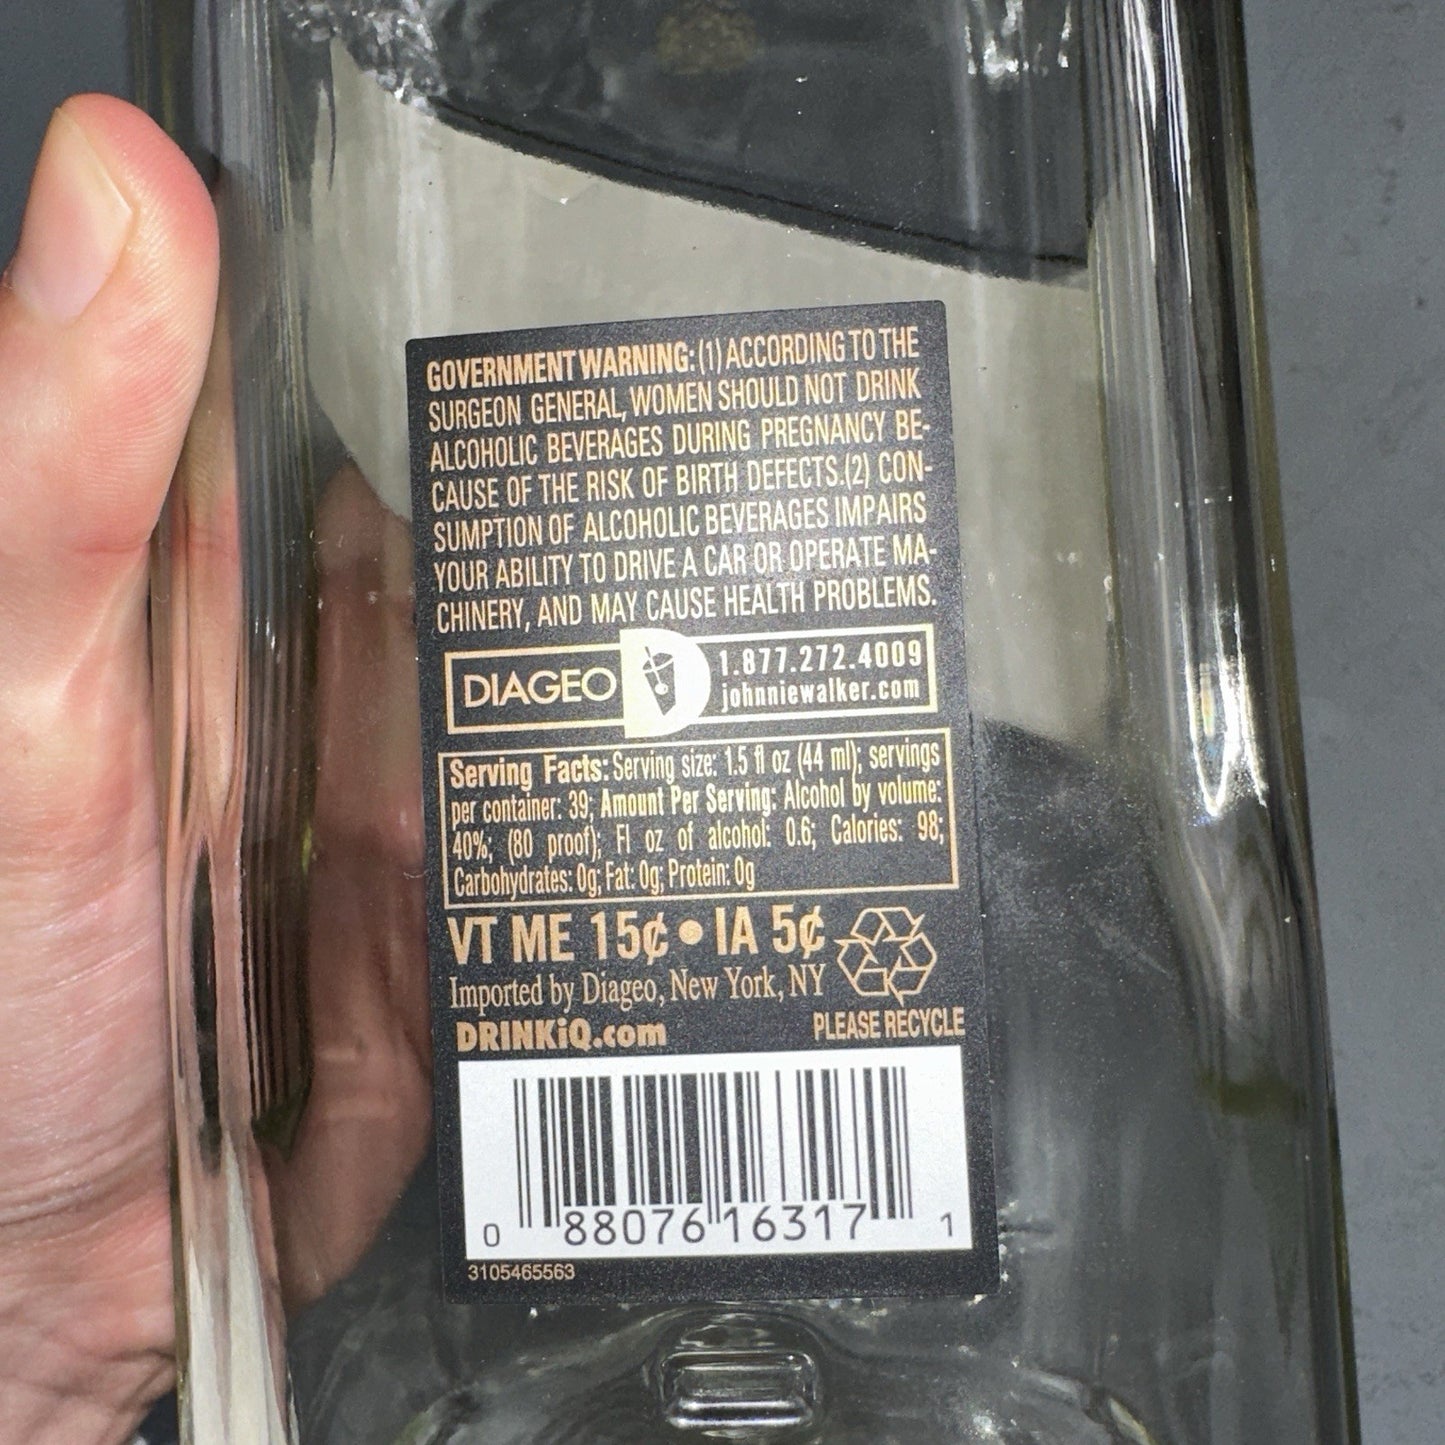 GOVERNMENT WARNING: (1) ACCORDING TO THE
SURGEON GENERAL, WOMEN SHOULD NOT DRINK
ALCOHOLIC BEVERAGES DURING PREGNANCY BE-
CAUSE OF THE RISK OF BIRTH DEFECTS.(2) CON-
SUMPTION OF ALCOHOLIC BEVERAGES IMPAIRS
YOUR ABILITY TO DRIVE A CAR OR OPERATE MA-
CHINERY, AND MAY CAUSE HEALTH PROBLEMS.
DIAGEO D 1.877.272.4009
johnniewalker.com
Serving Facts: Serving size: 1.5 fl oz (44 ml); servings
per container: 39; Amount Per Serving: Alcohol by volume:
40%; (80 proof); Fl oz of alcohol: 0.6; Calories: 98;
Carbohydrates: 0g; Fat: 0g; Protein: 0g
VT ME 15¢ • IA 5¢
Imported by Diageo, New York, NY
DRINKiQ.com
PLEASE RECYCLE
0 88076 16317 1
3105465563